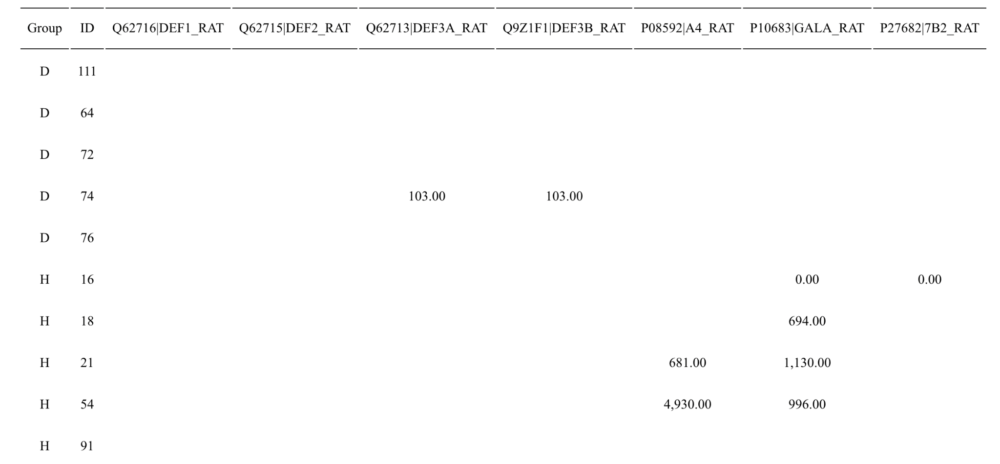 Group ID Q62716|DEF1_RAT Q62715|DEF2_RAT Q62713|DEF3A_RAT Q9Z1F1|DEF3B_RAT P08592|A4_RAT P10683|GALA_RAT P27682|7B2_RAT
D 111
D 64
D 72
D 74 103.00 103.00
D 76
H 16 0.00 0.00
H 18 694.00
H 21 681.00 1,130.00
H 54 4,930.00 996.00
H 91